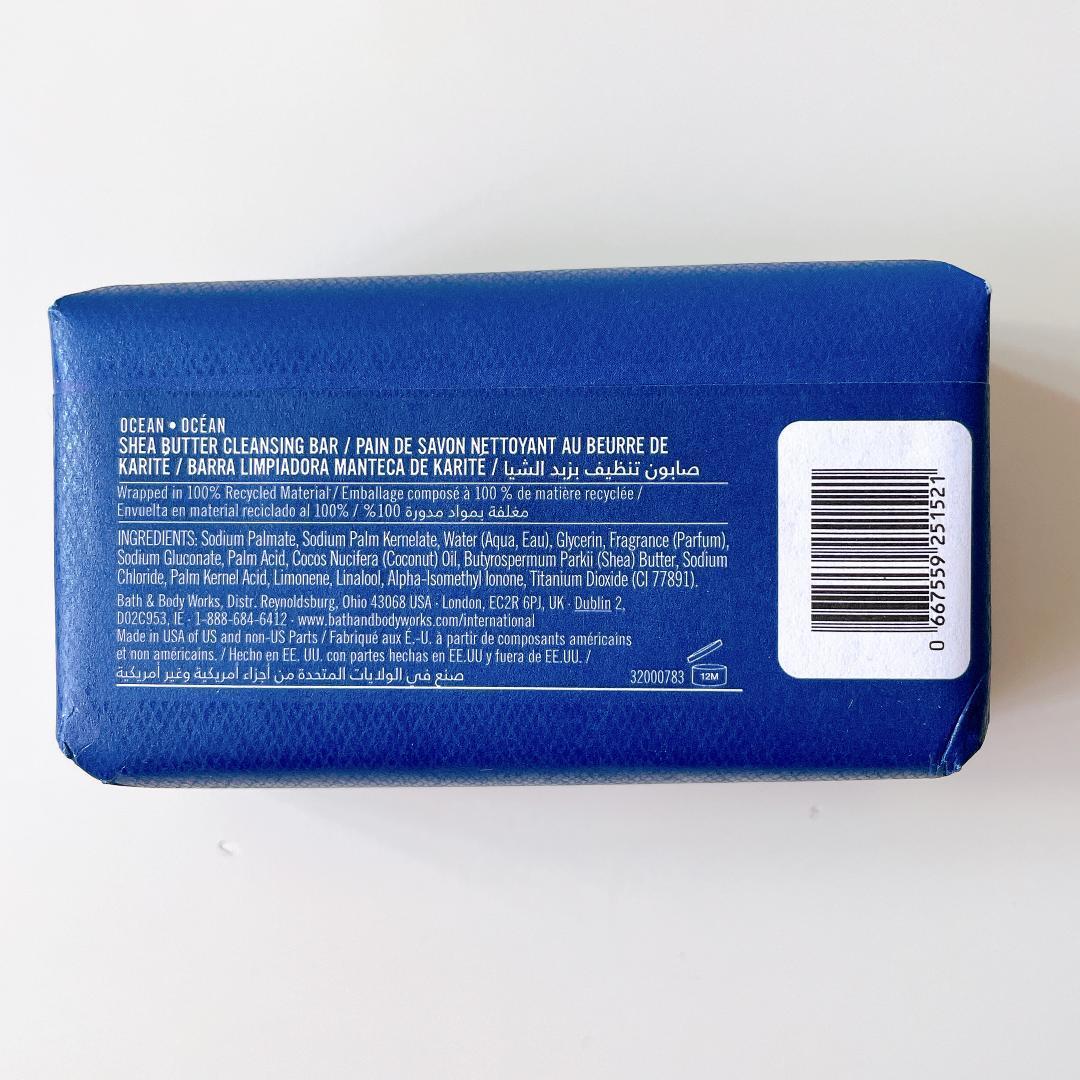 OCEAN • OCÉAN
SHEA BUTTER CLEANSING BAR / PAIN DE SAVON NETTOYANT AU BEURRE DE
KARITÉ / BARRA LIMPIADORA MANTECA DE KARITÉ / صابون تنظيف بزبد الشيا
Wrapped in 100% Recycled Material / Emballage composé à 100 % de matière recyclée /
Envuelta en material reciclado al 100% / مغلفة بمواد مدورة 100%
INGREDIENTS: Sodium Palmate, Sodium Palm Kernelate, Water (Aqua, Eau), Glycerin, Fragrance (Parfum),
Sodium Gluconate, Palm Acid, Cocos Nucifera (Coconut) Oil, Butyrospermum Parkii (Shea) Butter, Sodium
Chloride, Palm Kernel Acid, Limonene, Linalool, Alpha-Isomethyl Ionone, Titanium Dioxide (CI 77891).
Bath & Body Works, Distr. Reynoldsburg, Ohio 43068 USA · London, EC2R 6PJ, UK · Dublin 2,
D02C953, IE · 1-888-684-6412 · www.bathandbodyworks.com/international
Made in USA of US and non-US Parts / Fabriqué aux É.-U. à partir de composants américains
et non américains. / Hecho en EE. UU. con partes hechas en EE.UU y fuera de EE.UU. /
صنع في الولايات المتحدة من أجزاء أمريكية وغير أمريكية
32000783 12M
0 667559 251521